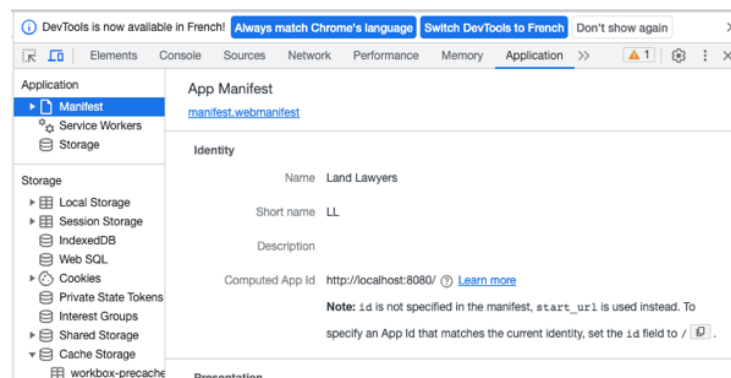 DevTools is now available in French! Always match Chrome's language Switch DevTools to French Don't show again
Elements Console Sources Network Performance Memory Application 1
Application
Manifest
Service Workers
Storage
Storage
Local Storage
Session Storage
IndexedDB
Web SQL
Cookies
Private State Tokens
Interest Groups
Shared Storage
Cache Storage
workbox-precache
App Manifest
manifest.webmanifest
Identity
Name Land Lawyers
Short name LL
Description
Computed App Id http://localhost:8080/ Learn more
Note: id is not specified in the manifest, start_url is used instead. To
specify an App Id that matches the current identity, set the id field to / .
Presentation